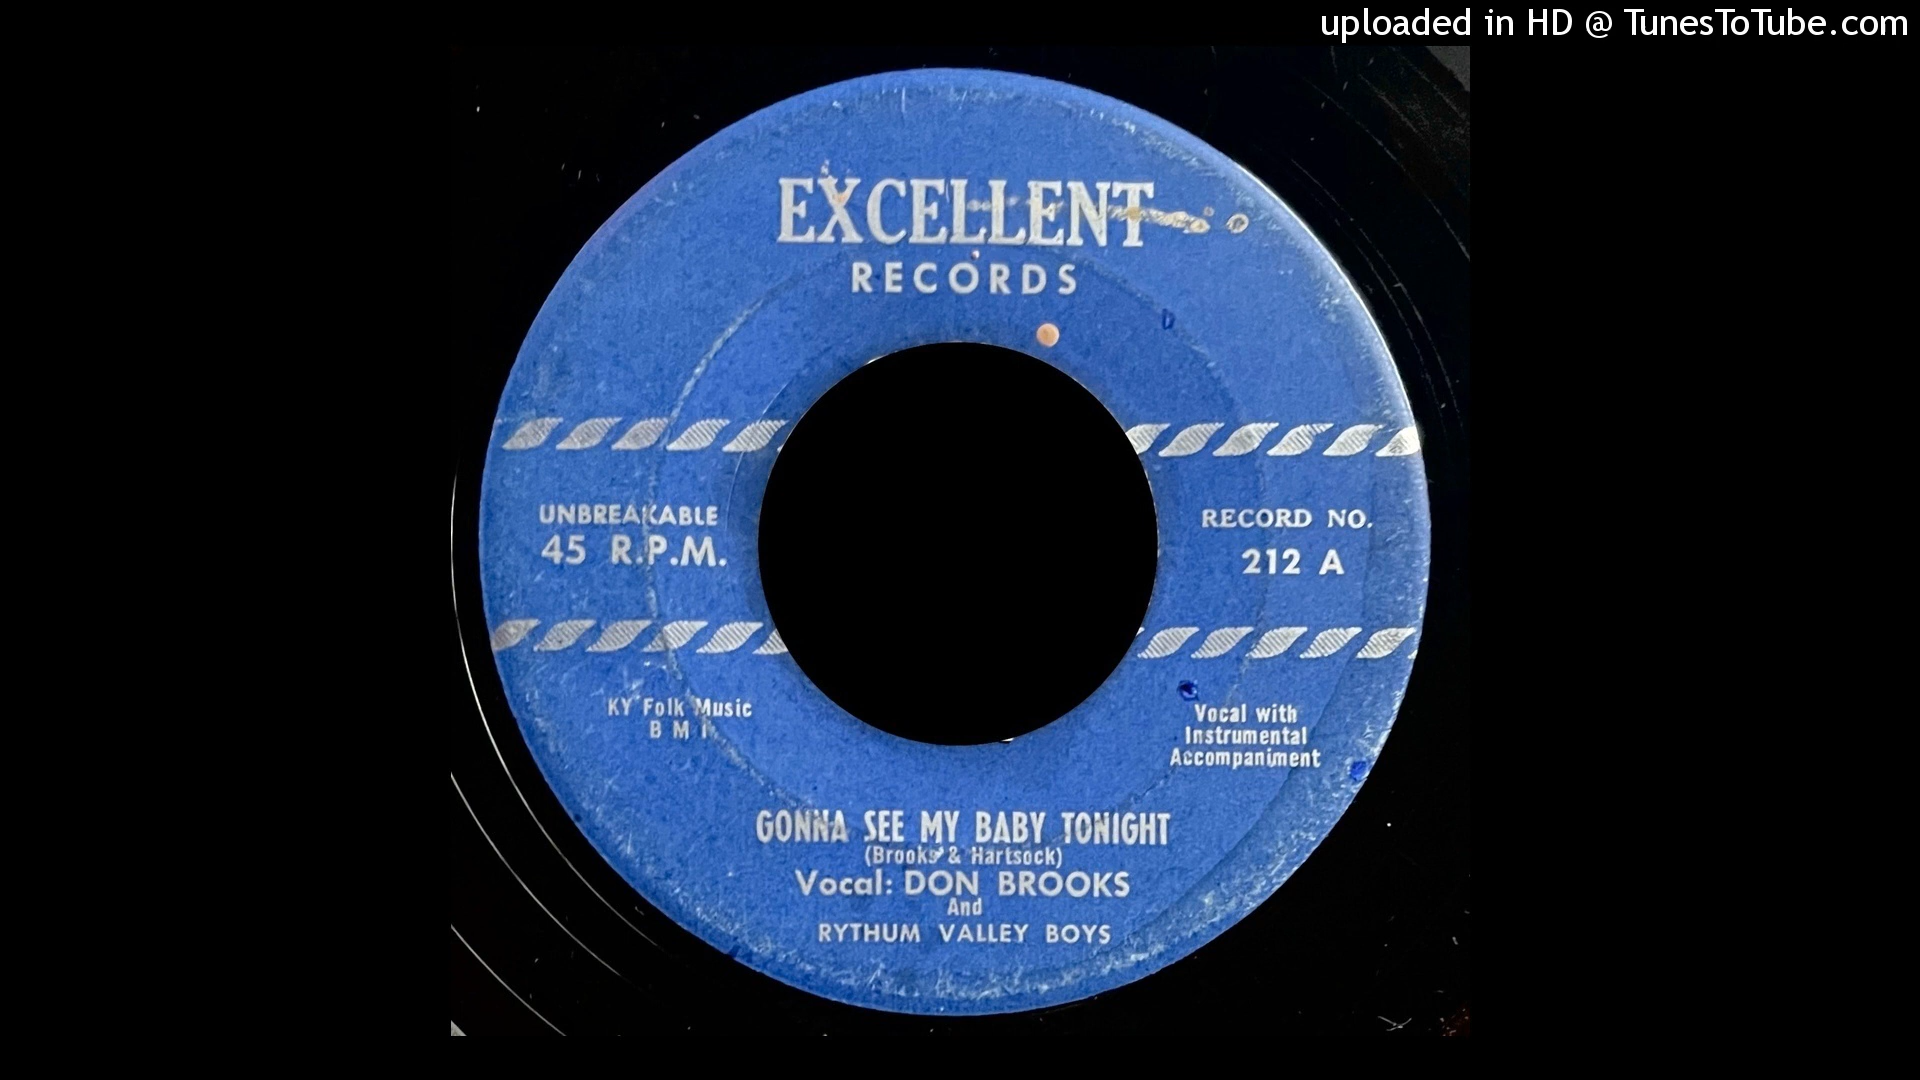 uploaded in HD @ TunesToTube.com
EXCELLENT
RECORDS
UNBREAKABLE
45 R.P.M.
RECORD NO.
212 A
KY Folk Music
B M I
Vocal with
Instrumental
Accompaniment
GONNA SEE MY BABY TONIGHT
(Brooks & Hartsock)
Vocal: DON BROOKS
And
RYTHUM VALLEY BOYS